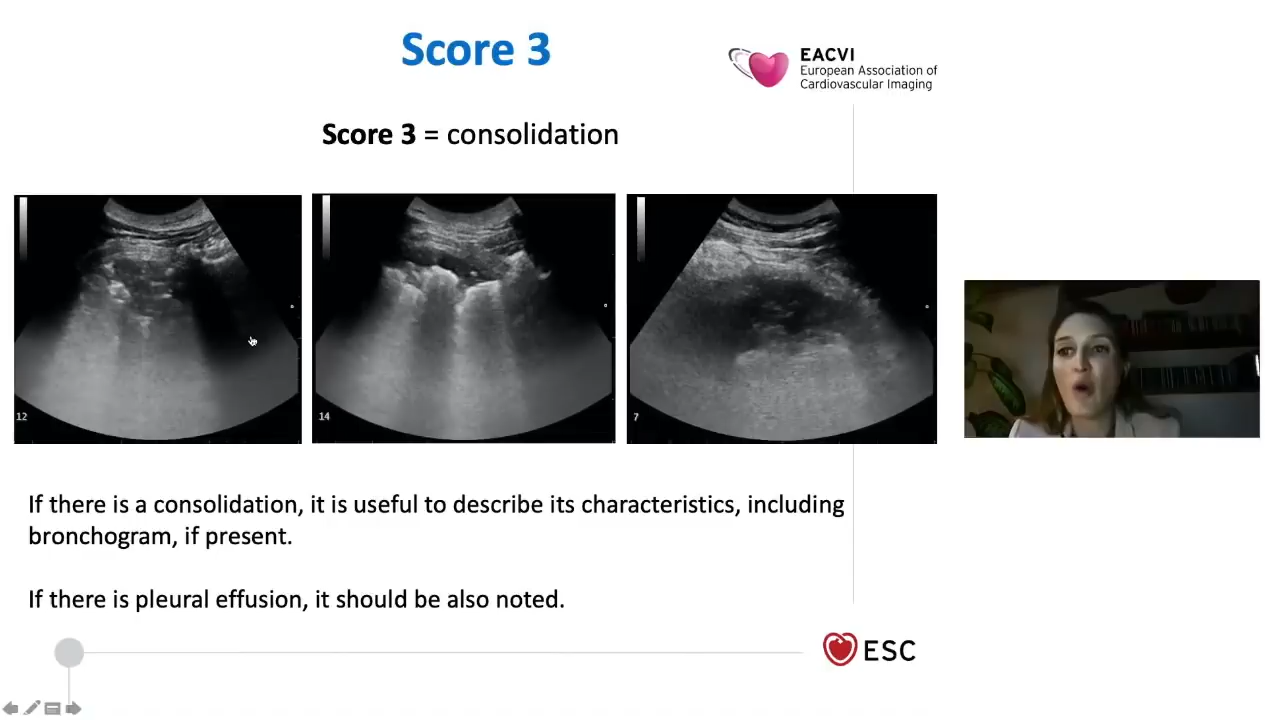 Score 3
EACVI
European Association of
Cardiovascular Imaging
Score 3 = consolidation
12
14
7
If there is a consolidation, it is useful to describe its characteristics, including
bronchogram, if present.
If there is pleural effusion, it should be also noted.
ESC